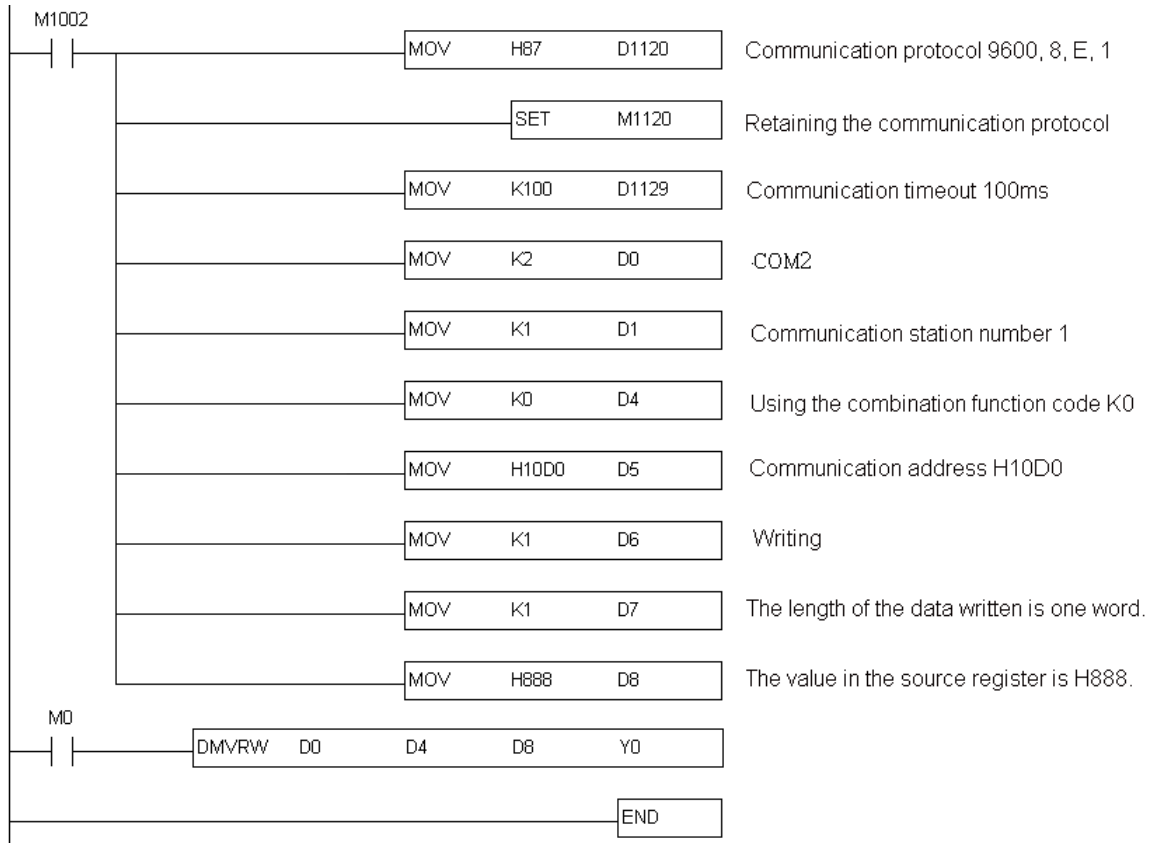 M1002
MOV H87 D1120 Communication protocol 9600, 8, E, 1
SET M1120 Retaining the communication protocol
MOV K100 D1129 Communication timeout 100ms
MOV K2 D0 COM2
MOV K1 D1 Communication station number 1
MOV K0 D4 Using the combination function code K0
MOV H10D0 D5 Communication address H10D0
MOV K1 D6 Writing
MOV K1 D7 The length of the data written is one word.
MOV H888 D8 The value in the source register is H888.
M0
DMVRW D0 D4 D8 Y0
END